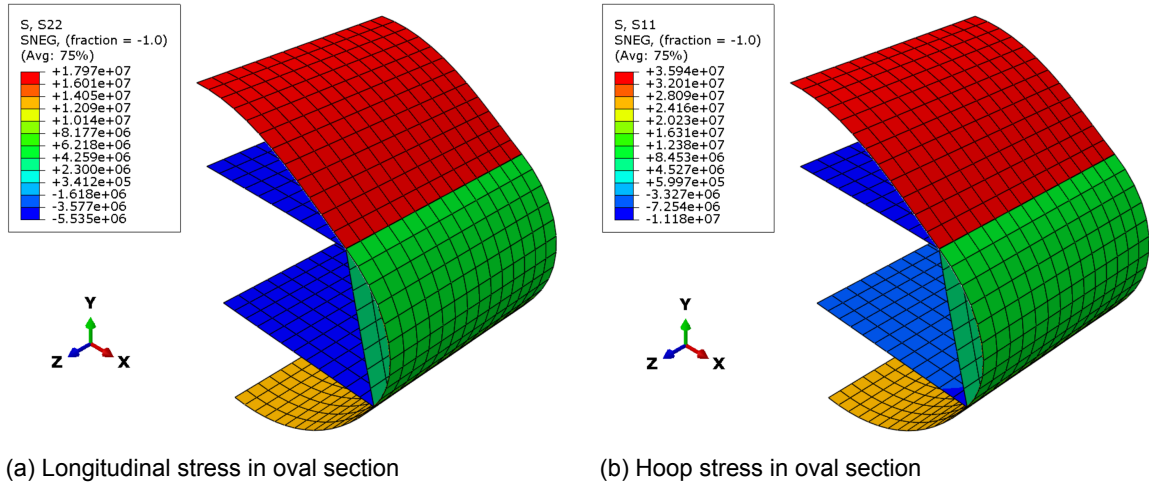 S, S22
SNEG, (fraction = -1.0)
(Avg: 75%)
+1.797e+07
+1.601e+07
+1.405e+07
+1.209e+07
+1.014e+07
+8.177e+06
+6.218e+06
+4.259e+06
+2.300e+06
+3.412e+05
-1.618e+06
-3.577e+06
-5.535e+06
Y
Z
X
(a) Longitudinal stress in oval section
S, S11
SNEG, (fraction = -1.0)
(Avg: 75%)
+3.594e+07
+3.201e+07
+2.809e+07
+2.416e+07
+2.023e+07
+1.631e+07
+1.238e+07
+8.453e+06
+4.527e+06
+5.997e+05
-3.327e+06
-7.254e+06
-1.118e+07
Y
Z
X
(b) Hoop stress in oval section